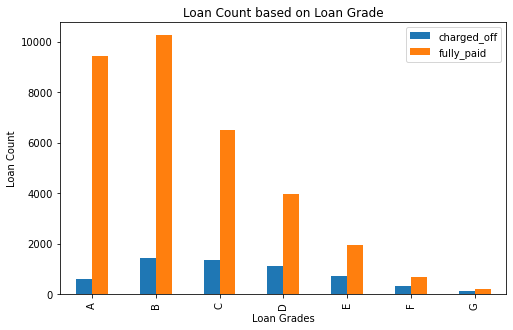 Loan Count based on Loan Grade
charged_off
fully_paid
Loan Count
10000
8000
6000
4000
2000
0
A
B
C
D
E
F
G
Loan Grades